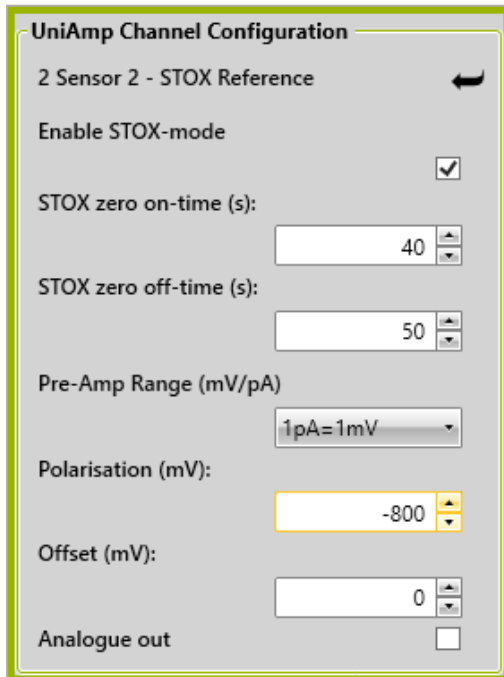 UniAmp Channel Configuration
2 Sensor 2 - STOX Reference
Enable STOX-mode
STOX zero on-time (s):
40
STOX zero off-time (s):
50
Pre-Amp Range (mV/pA)
1pA=1mV
Polarisation (mV):
-800
Offset (mV):
0
Analogue out